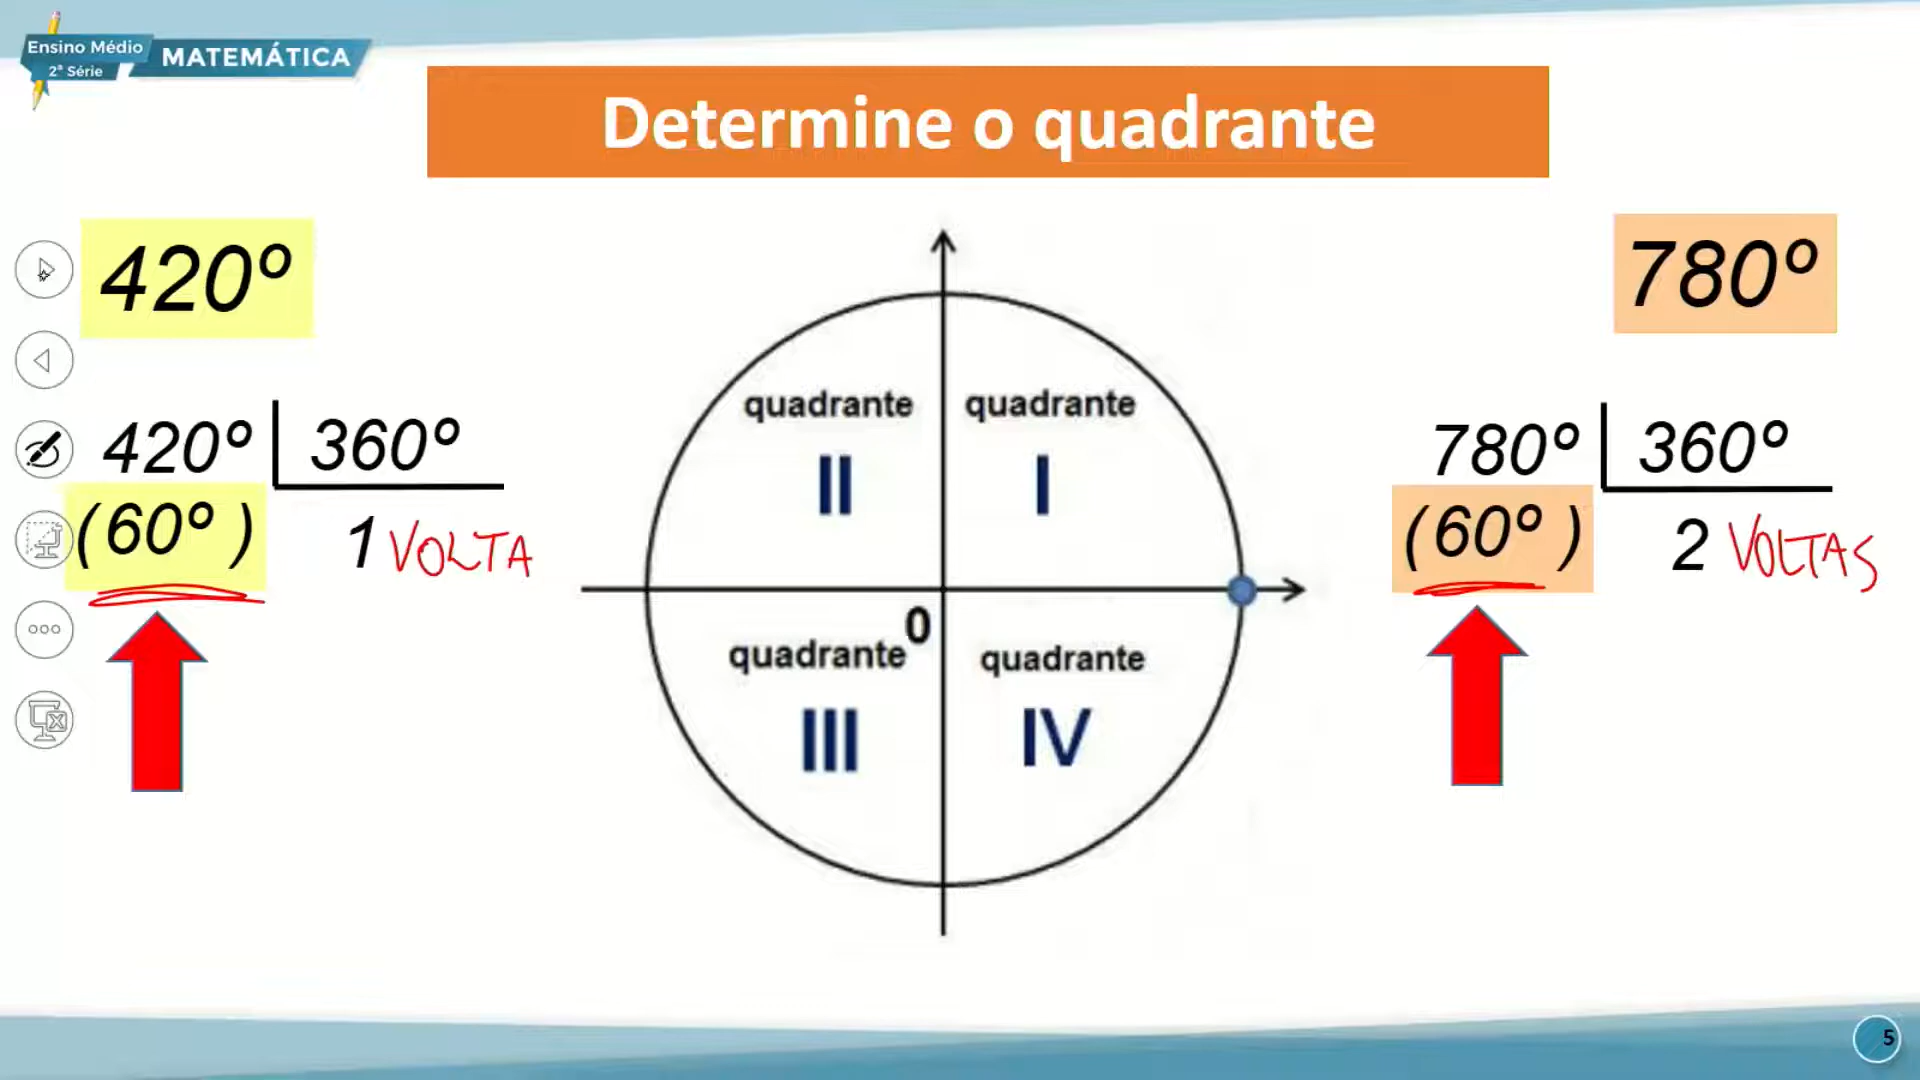 Ensino Médio
2ª Série
MATEMÁTICA
Determine o quadrante
420º
420º 360º
(60º) 1 VOLTA
quadrante
II
quadrante
I
0
quadrante
III
quadrante
IV
780º
780º 360º
(60º) 2 VOLTAS
5